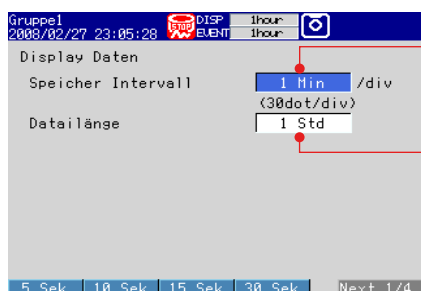 Gruppe1 DISP 1hour
2008/02/27 23:05:28 STOP EVENT 1hour
Display Daten
Speicher Intervall 1 Min /div
(30dot/div)
Datailänge 1 Std
5 Sek 10 Sek 15 Sek 30 Sek Next 1/4